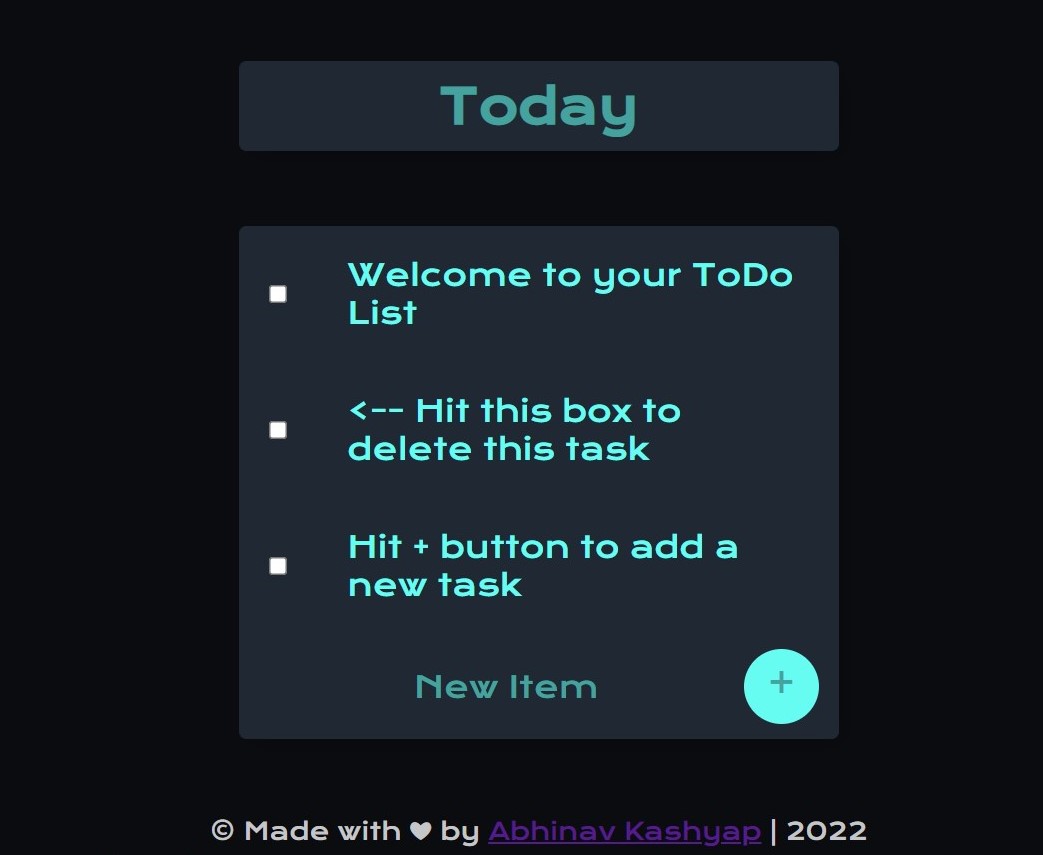 Today
Welcome to your ToDo
List
<-- Hit this box to
delete this task
Hit + button to add a
new task
New Item
+
© Made with ♥ by Abhinav Kashyap | 2022